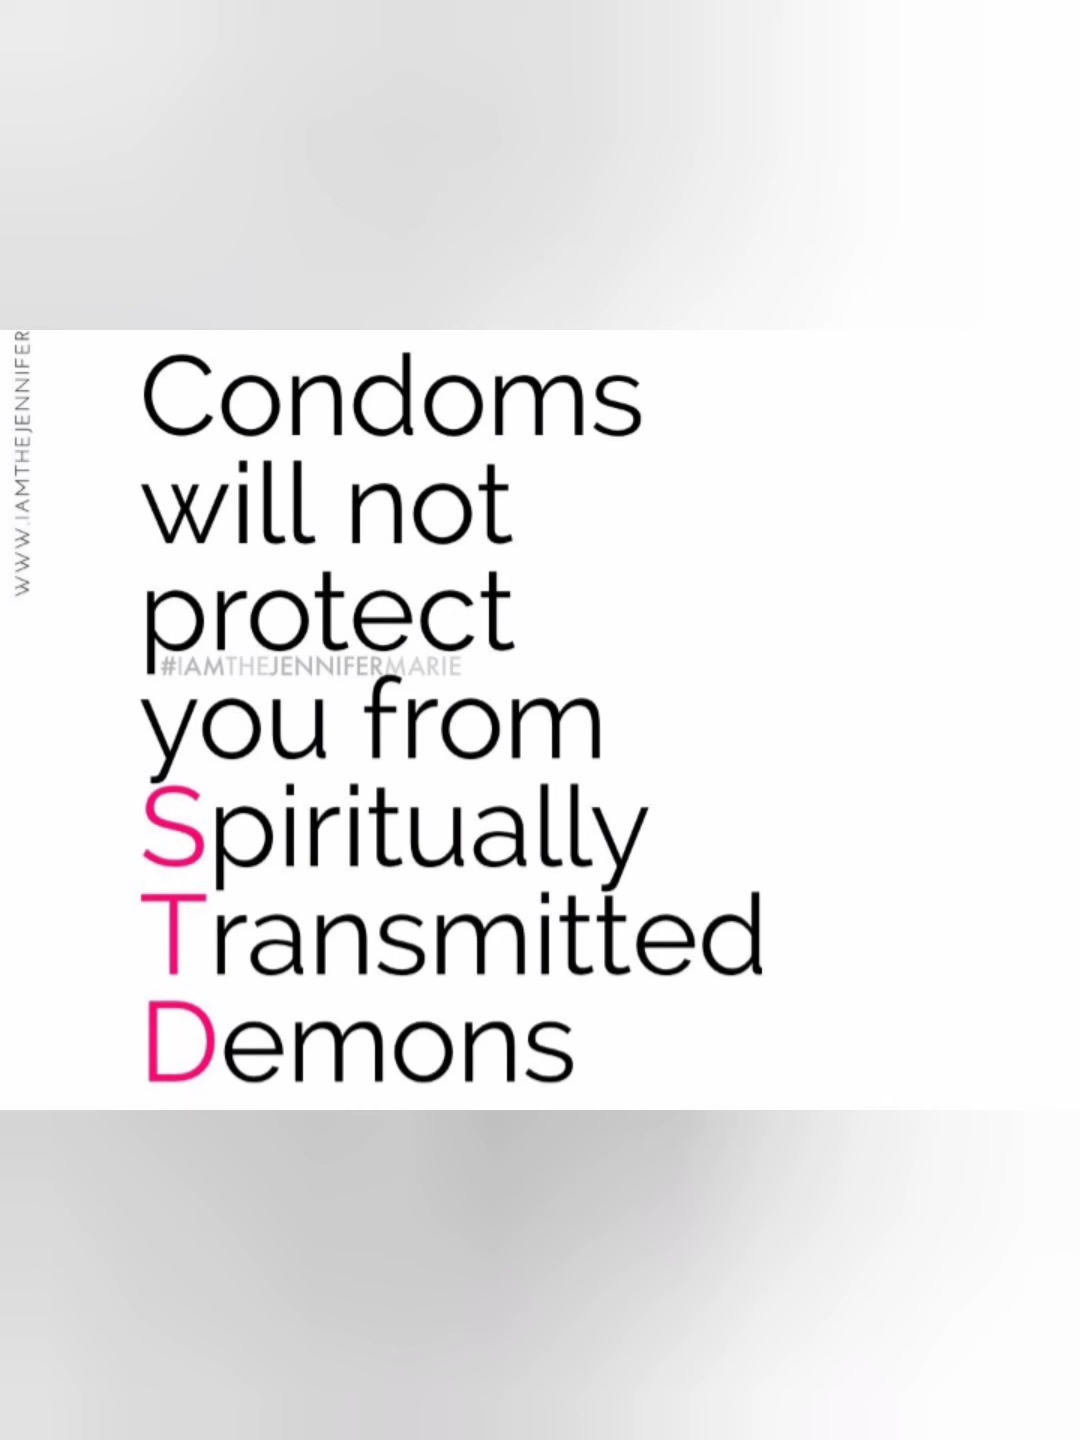 WWW.IAMTHEJENNIFER
Condoms
will not
protect
#IAMTHEJENNIFERMARIE
you from
Spiritually
Transmitted
Demons